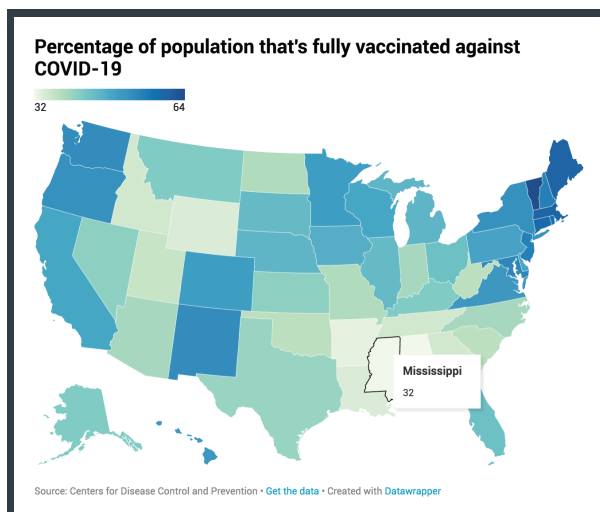 Percentage of population that's fully vaccinated against
COVID-19
32 64
Mississippi
32
Source: Centers for Disease Control and Prevention • Get the data • Created with Datawrapper